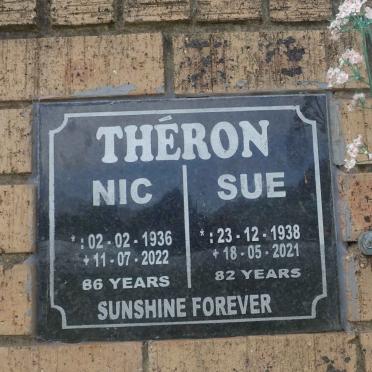 THÉRON
NIC
* : 02-02-1936
+ 11-07-2022
86 YEARS
SUE
* : 23-12-1938
+ 18-05-2021
82 YEARS
SUNSHINE FOREVER